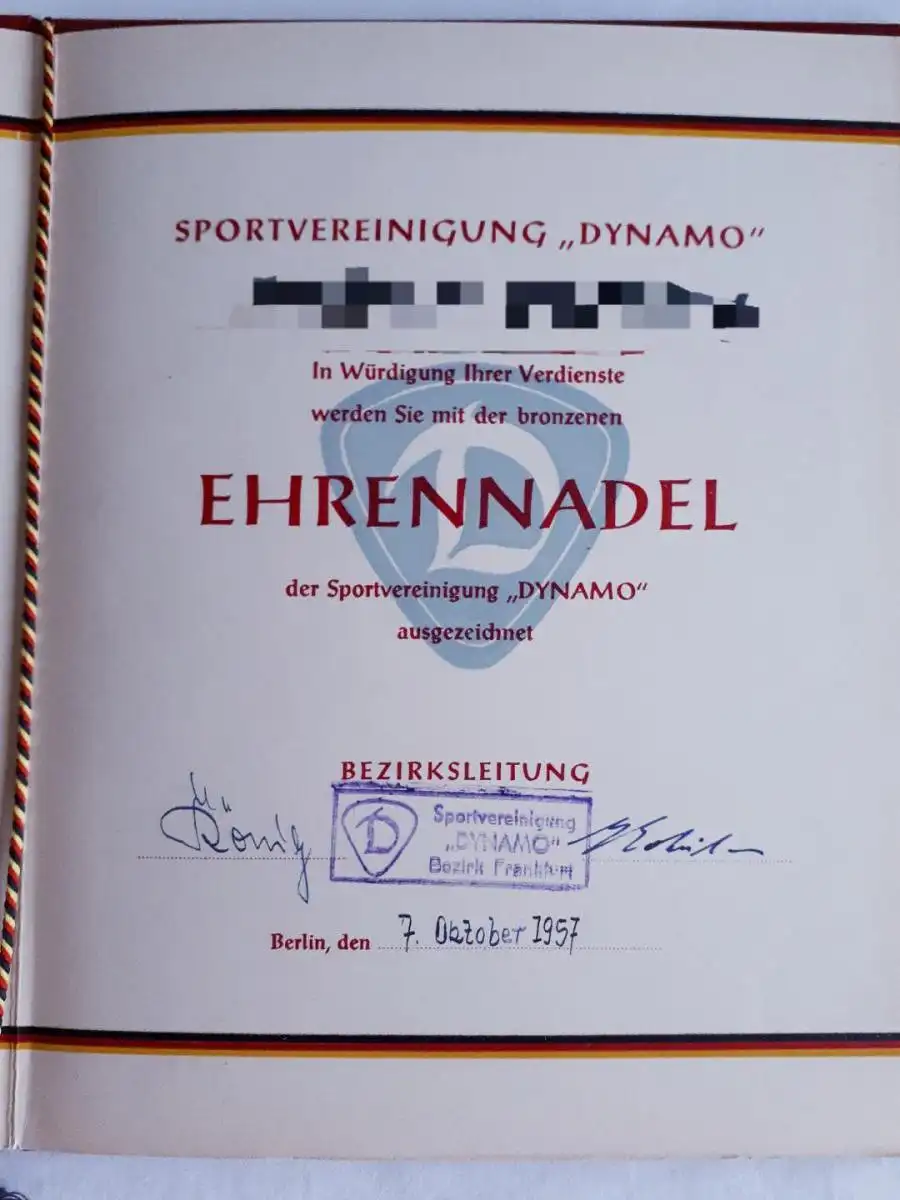 SPORTVEREINIGUNG „DYNAMO“
In Würdigung Ihrer Verdienste
werden Sie mit der bronzenen
EHRENNADEL
der Sportvereinigung „DYNAMO“
ausgezeichnet
BEZIRKSLEITUNG
König
D
Sportvereinigung
„DYNAMO“
Bezirk Frankfurt
Berlin, den 7. Oktober 1957